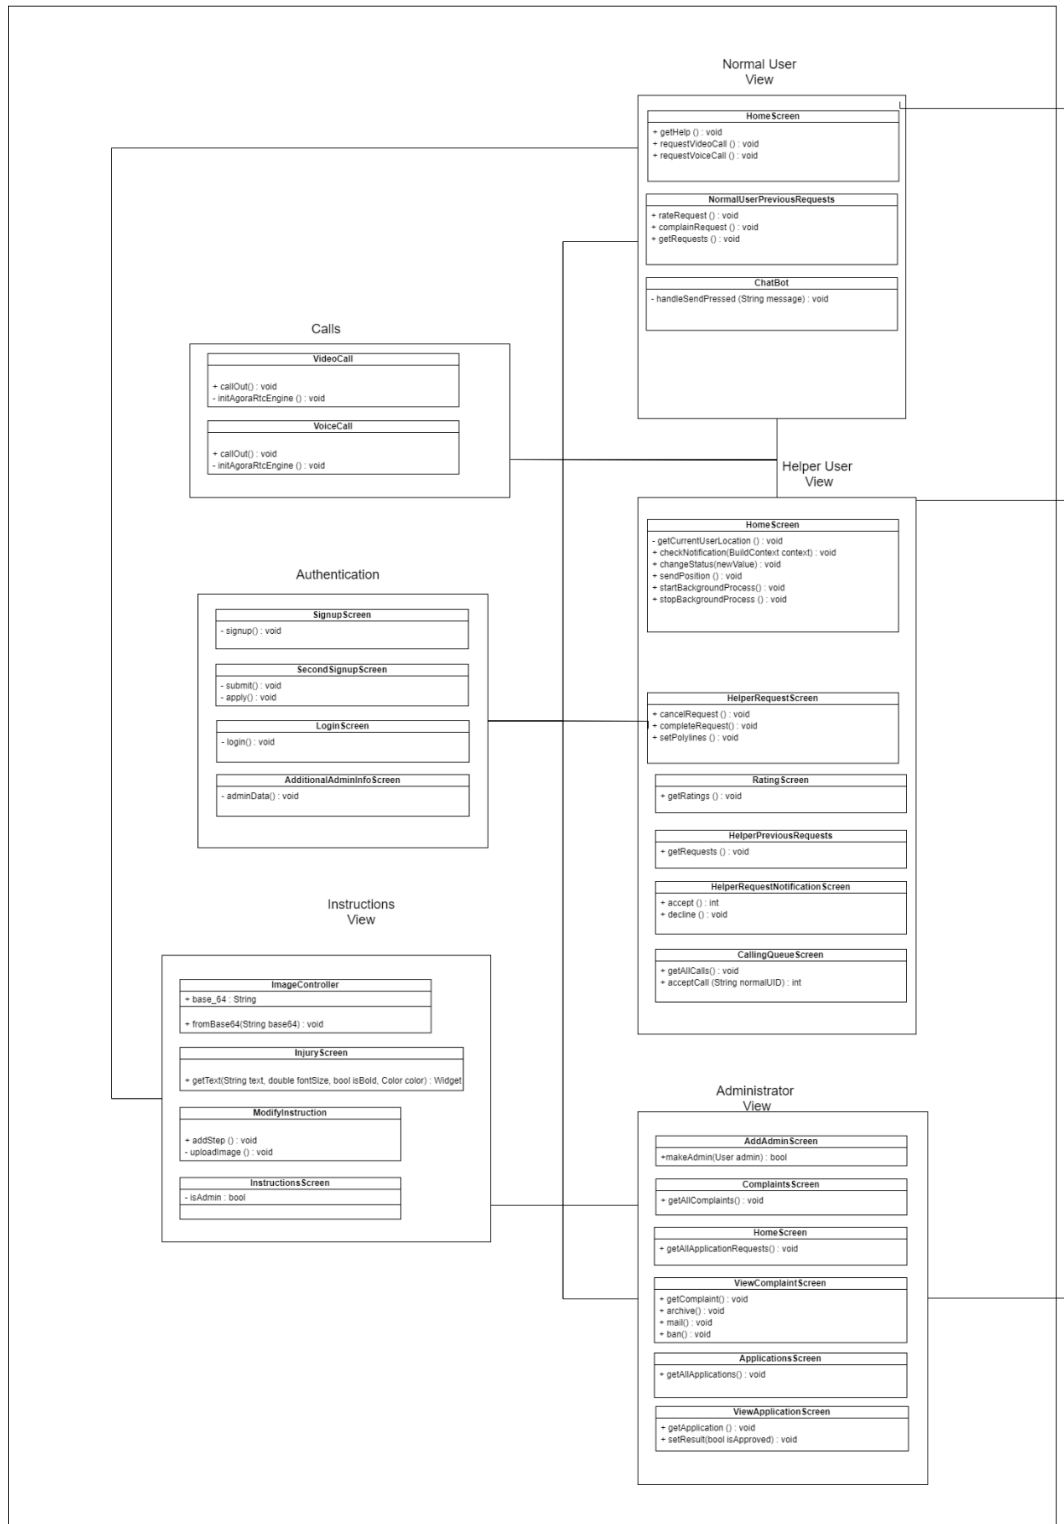 Normal User
View
HomeScreen
+ getHelp () : void
+ requestVideoCall () : void
+ requestVoiceCall () : void
NormalUserPreviousRequests
+ rateRequest () : void
+ complainRequest () : void
+ getRequests () : void
ChatBot
- handleSendPressed (String message) : void
Calls
VideoCall
+ callOut() : void
- initAgoraRtcEngine () : void
VoiceCall
+ callOut() : void
- initAgoraRtcEngine () : void
Helper User
View
HomeScreen
- getCurrentUserLocation () : void
+ checkNotification(BuildContext context) : void
+ changeStatus(newValue) : void
+ sendPosition () : void
+ startBackgroundProcess() : void
+ stopBackgroundProcess () : void
HelperRequestScreen
+ cancelRequest () : void
+ completeRequest() : void
+ setPolylines () : void
RatingScreen
+ getRatings () : void
HelperPreviousRequests
+ getRequests () : void
HelperRequestNotificationScreen
+ accept () : int
+ decline () : void
CallingQueueScreen
+ getAllCalls() : void
+ acceptCall (String normalUID) : int
Authentication
SignupScreen
- signup() : void
SecondSignupScreen
- submit() : void
- apply() : void
LoginScreen
- login() : void
AdditionalAdminInfoScreen
- adminData() : void
Instructions
View
ImageController
+ base_64 : String
+ fromBase64(String base64) : void
InjuryScreen
+ getText(String text, double fontSize, bool isBold, Color color) : Widget
ModifyInstruction
+ addStep () : void
- uploadImage () : void
InstructionsScreen
- isAdmin : bool
Administrator
View
AddAdminScreen
+makeAdmin(User admin) : bool
ComplaintsScreen
+ getAllComplaints() : void
HomeScreen
+ getAllApplicationRequests() : void
ViewComplaintScreen
+ getComplaint() : void
+ archive() : void
+ mail() : void
+ ban() : void
ApplicationsScreen
+ getAllApplications() : void
ViewApplicationScreen
+ getApplication () : void
+ setResult(bool isApproved) : void